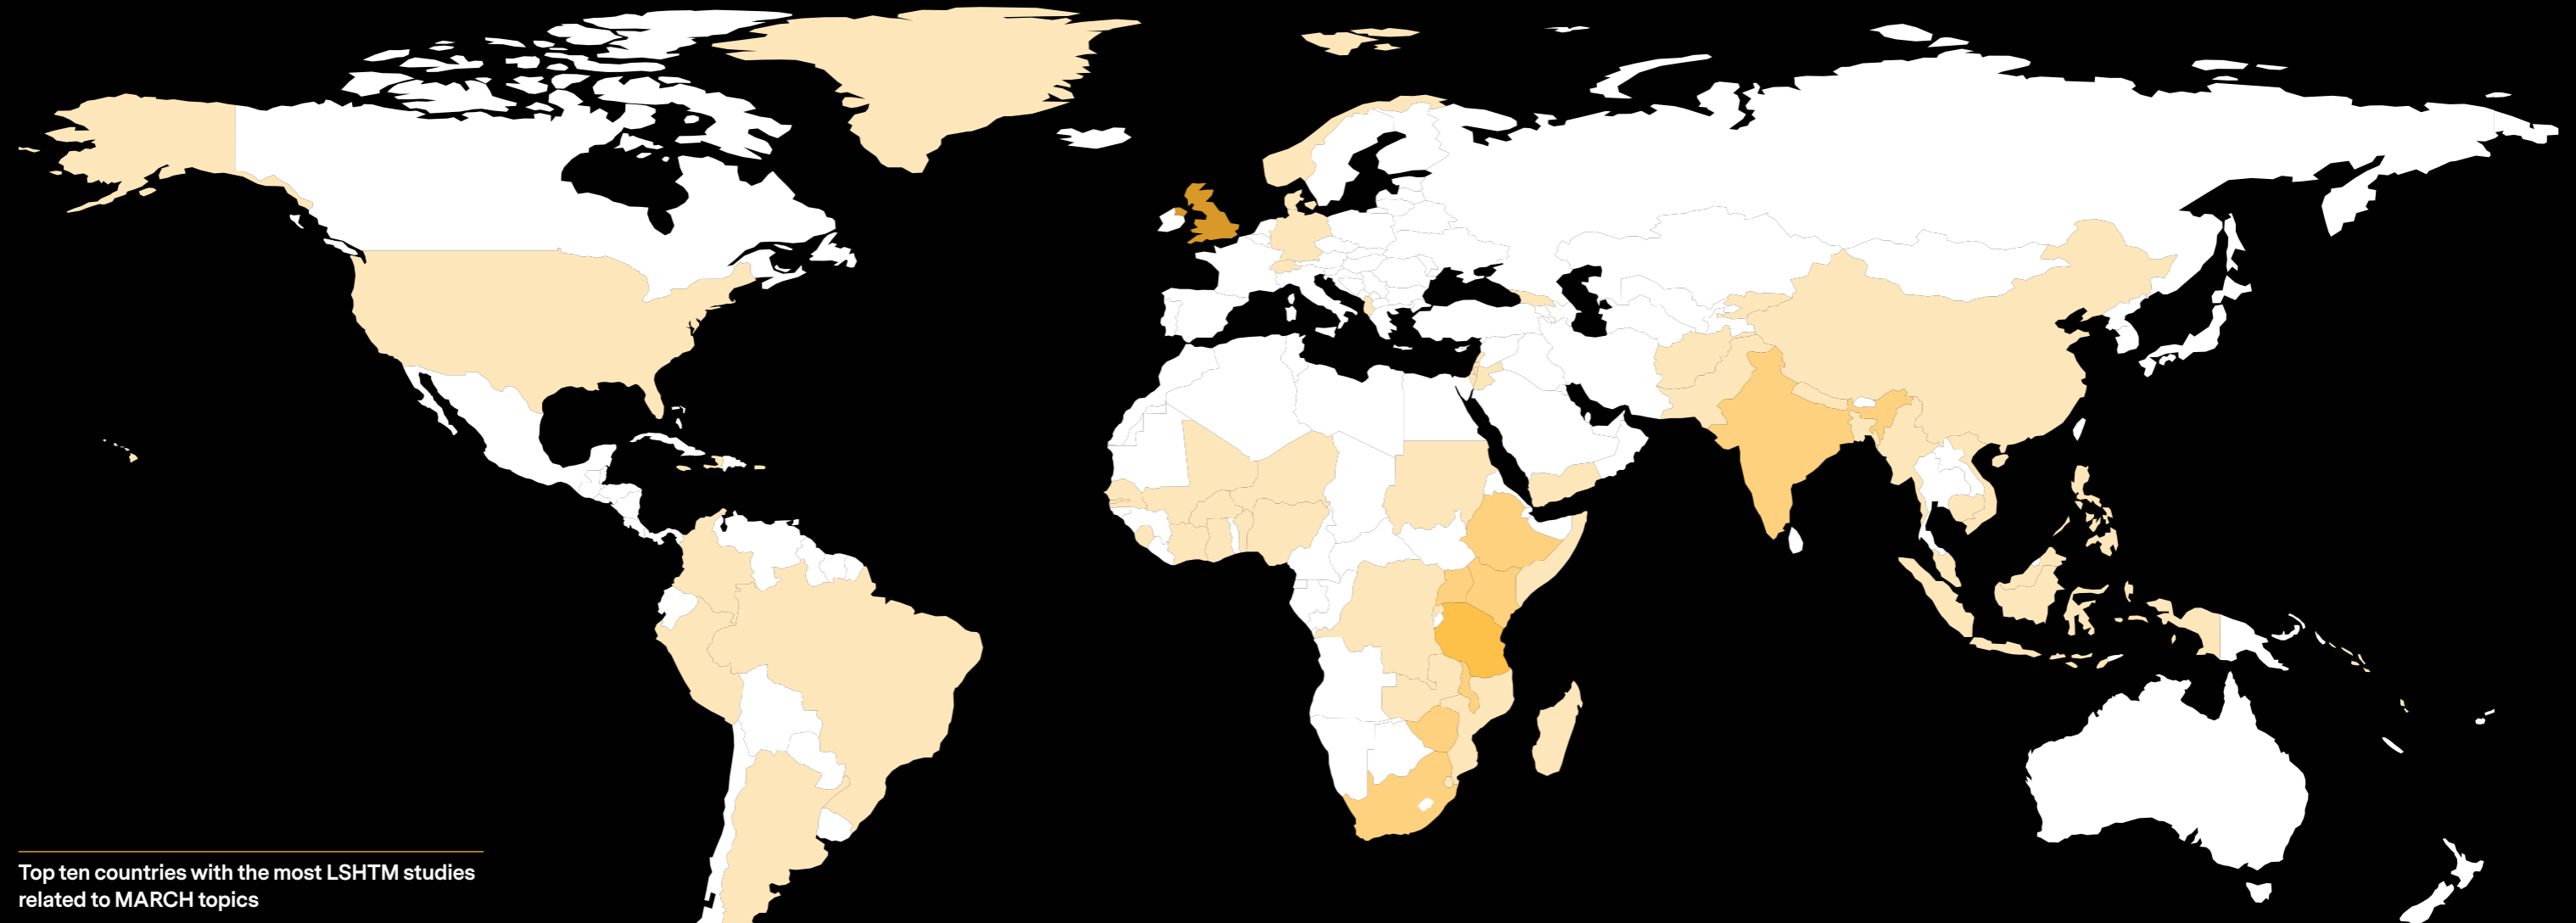 Top ten countries with the most LSHTM studies
related to MARCH topics